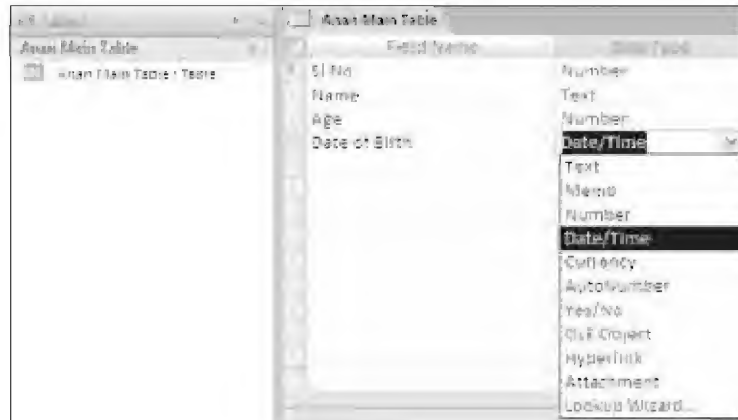 Anan Main Table
Anan Main Table : Table
Anan Main Table
Field Name
Data Type
Sl No
Number
Name
Text
Age
Number
Date of Birth
Date/Time
Text
Memo
Number
Date/Time
Currency
AutoNumber
Yes/No
OLE Object
Hyperlink
Attachment
Lookup Wizard...